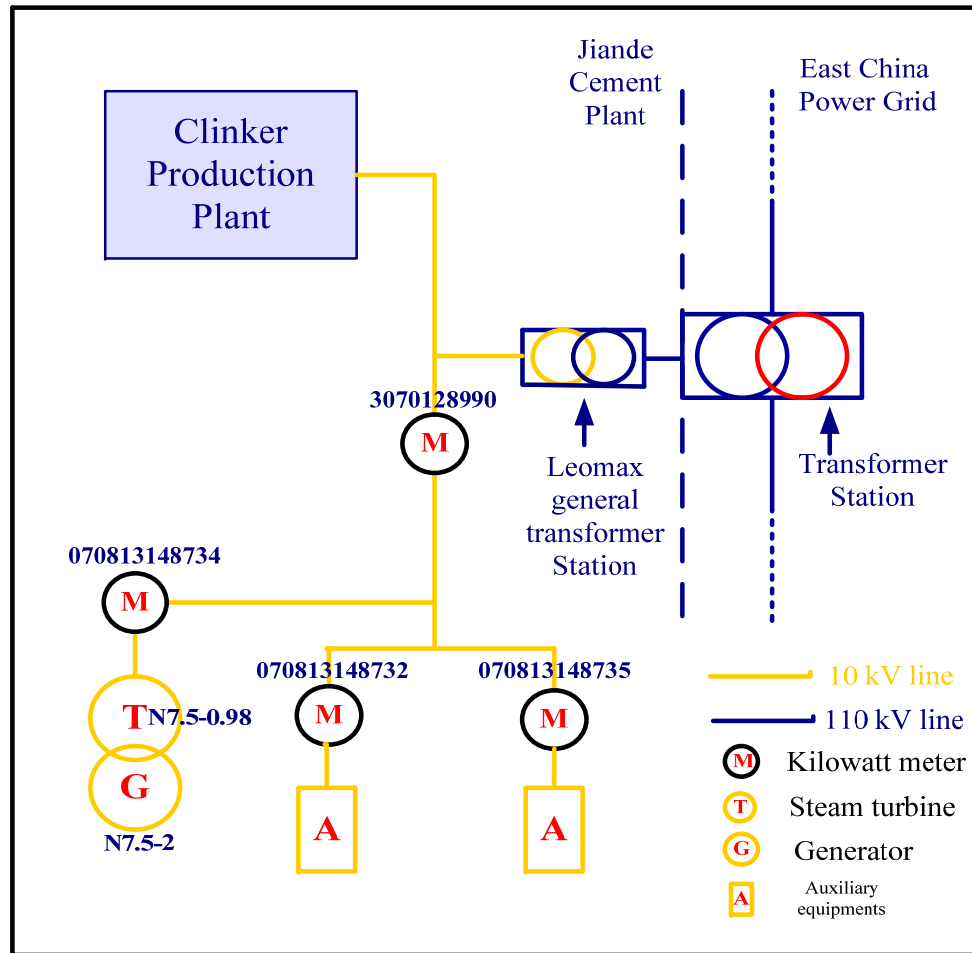 Jiande
Cement
Plant
East China
Power Grid
Clinker
Production
Plant
3070128990
M
Leomax
general
transformer
Station
Transformer
Station
070813148734
M
070813148732
070813148735
M
M
T
N7.5-0.98
G
N7.5-2
A
A
10 kV line
110 kV line
M
Kilowatt meter
T
Steam turbine
G
Generator
A
Auxiliary
equipments